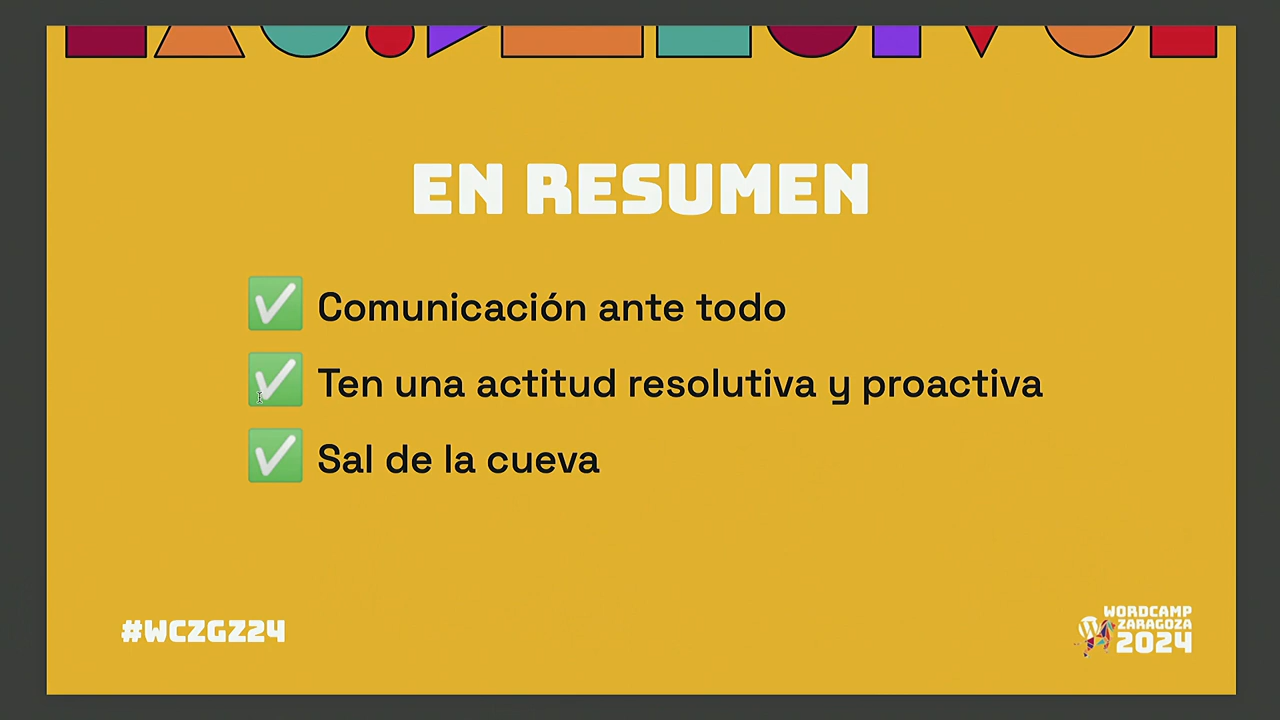 EN RESUMEN
✅ Comunicación ante todo
✅ Ten una actitud resolutiva y proactiva
✅ Sal de la cueva
#WCZGZ24
WORDCAMP
ZARAGOZA
2024